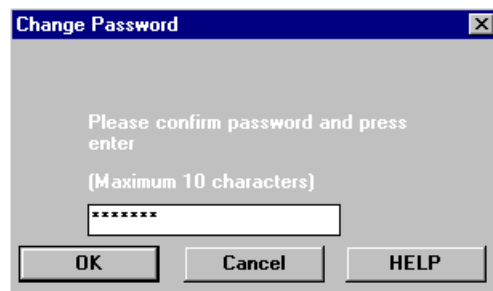 Change Password
Please confirm password and press
enter
(Maximum 10 characters)
*******
OK Cancel HELP